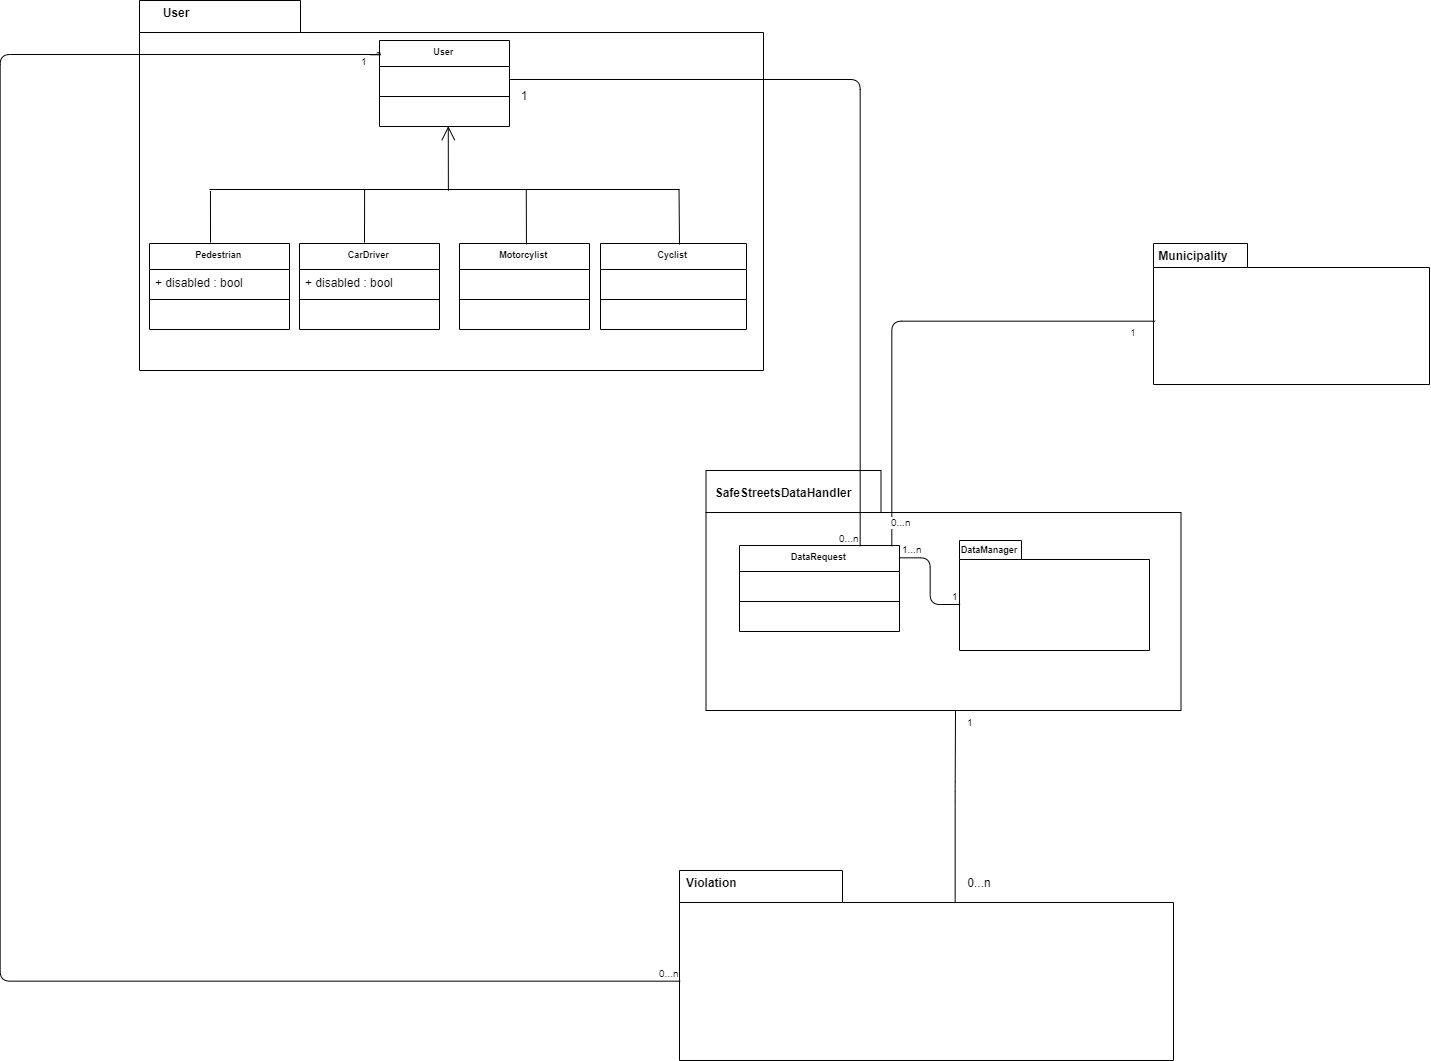 User
User
1
1
Pedestrian
CarDriver
Motorcylist
Cyclist
+ disabled : bool
+ disabled : bool
Municipality
1
SafeStreetsDataHandler
0...n
0...n
DataRequest
1...n
DataManager
1
1
Violation
0...n
0...n